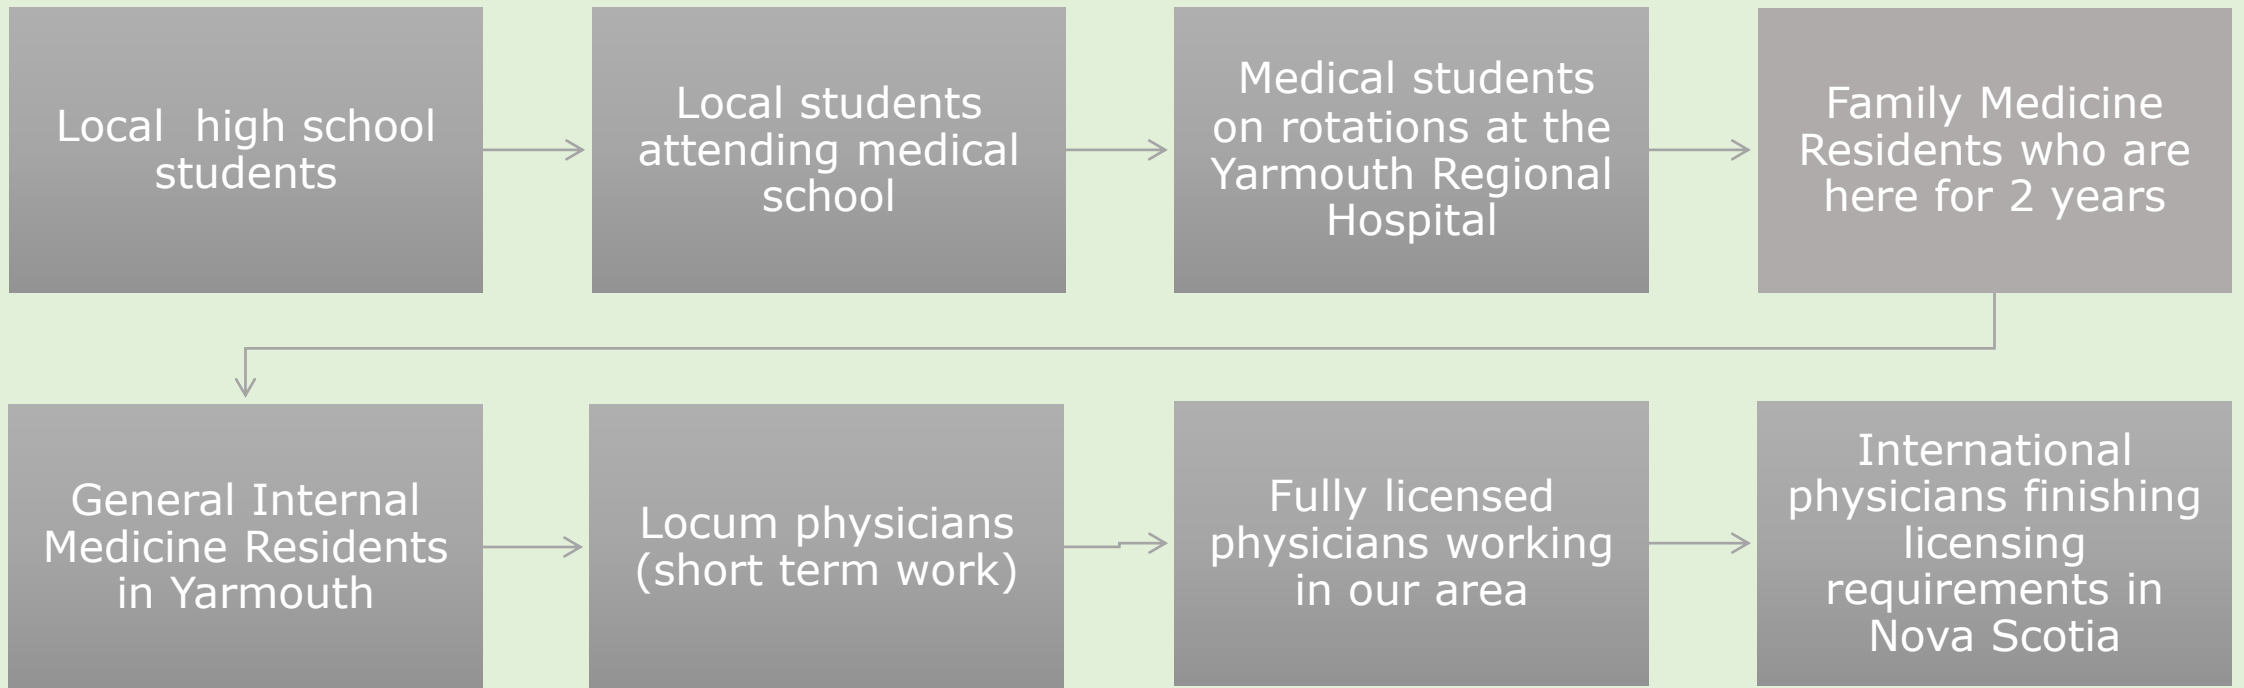 Local  high school
students
Local students
attending medical
school
Medical students
on rotations at the
Yarmouth Regional
Hospital
Family Medicine
Residents who are
here for 2 years
General Internal
Medicine Residents
in Yarmouth
Locum physicians
(short term work)
Fully licensed
physicians working
in our area
International
physicians finishing
licensing
requirements in
Nova Scotia